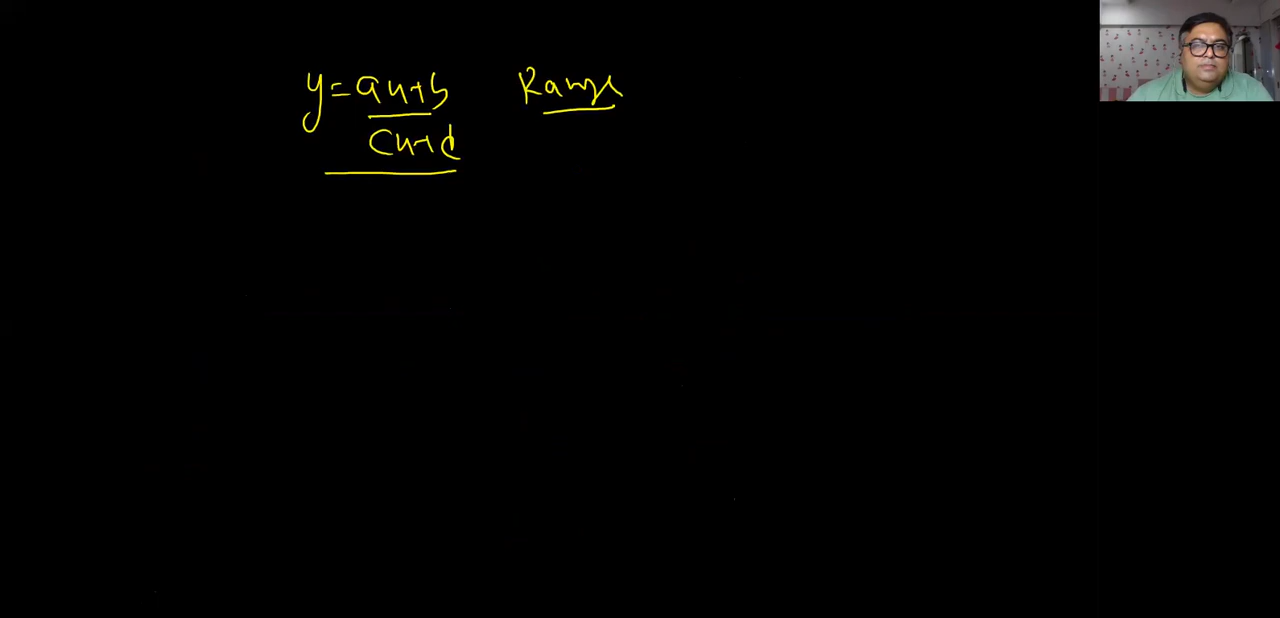 y = ax+b Range
cx+d